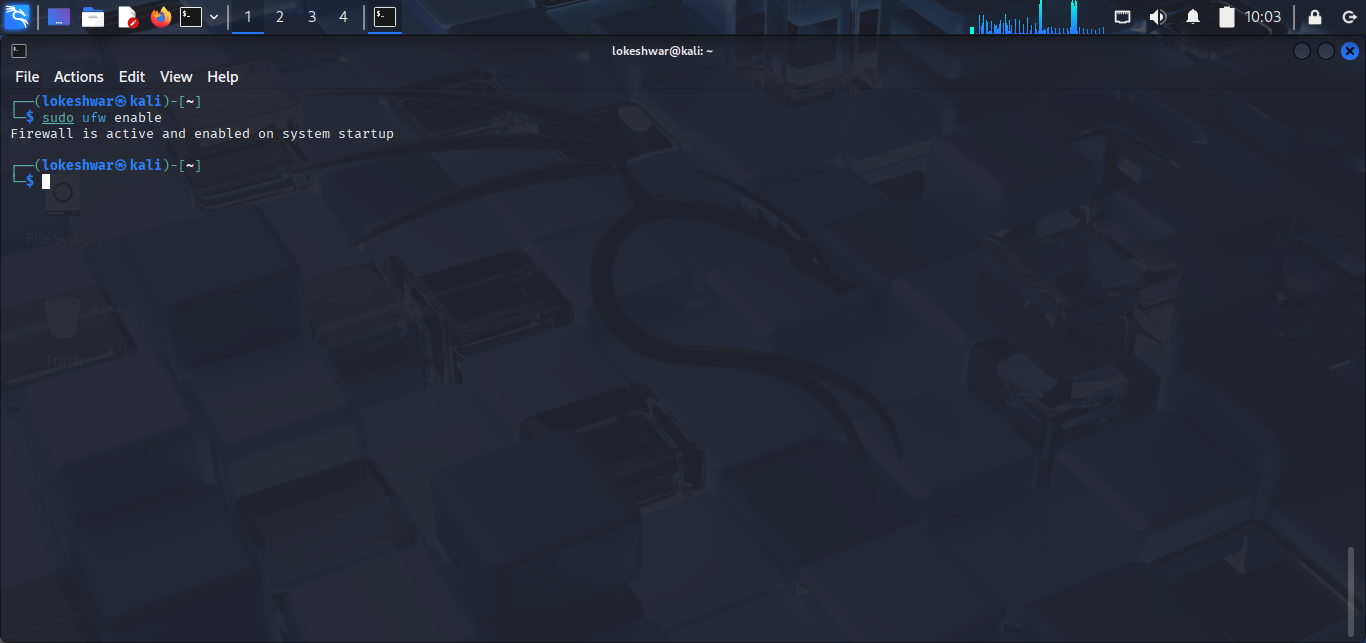 1 2 3 4 10:03
lokeshwar@kali: ~
File Actions Edit View Help
┌──(lokeshwar㉿kali)-[~]
└─$ sudo ufw enable
Firewall is active and enabled on system startup
┌──(lokeshwar㉿kali)-[~]
└─$
File System
Trash